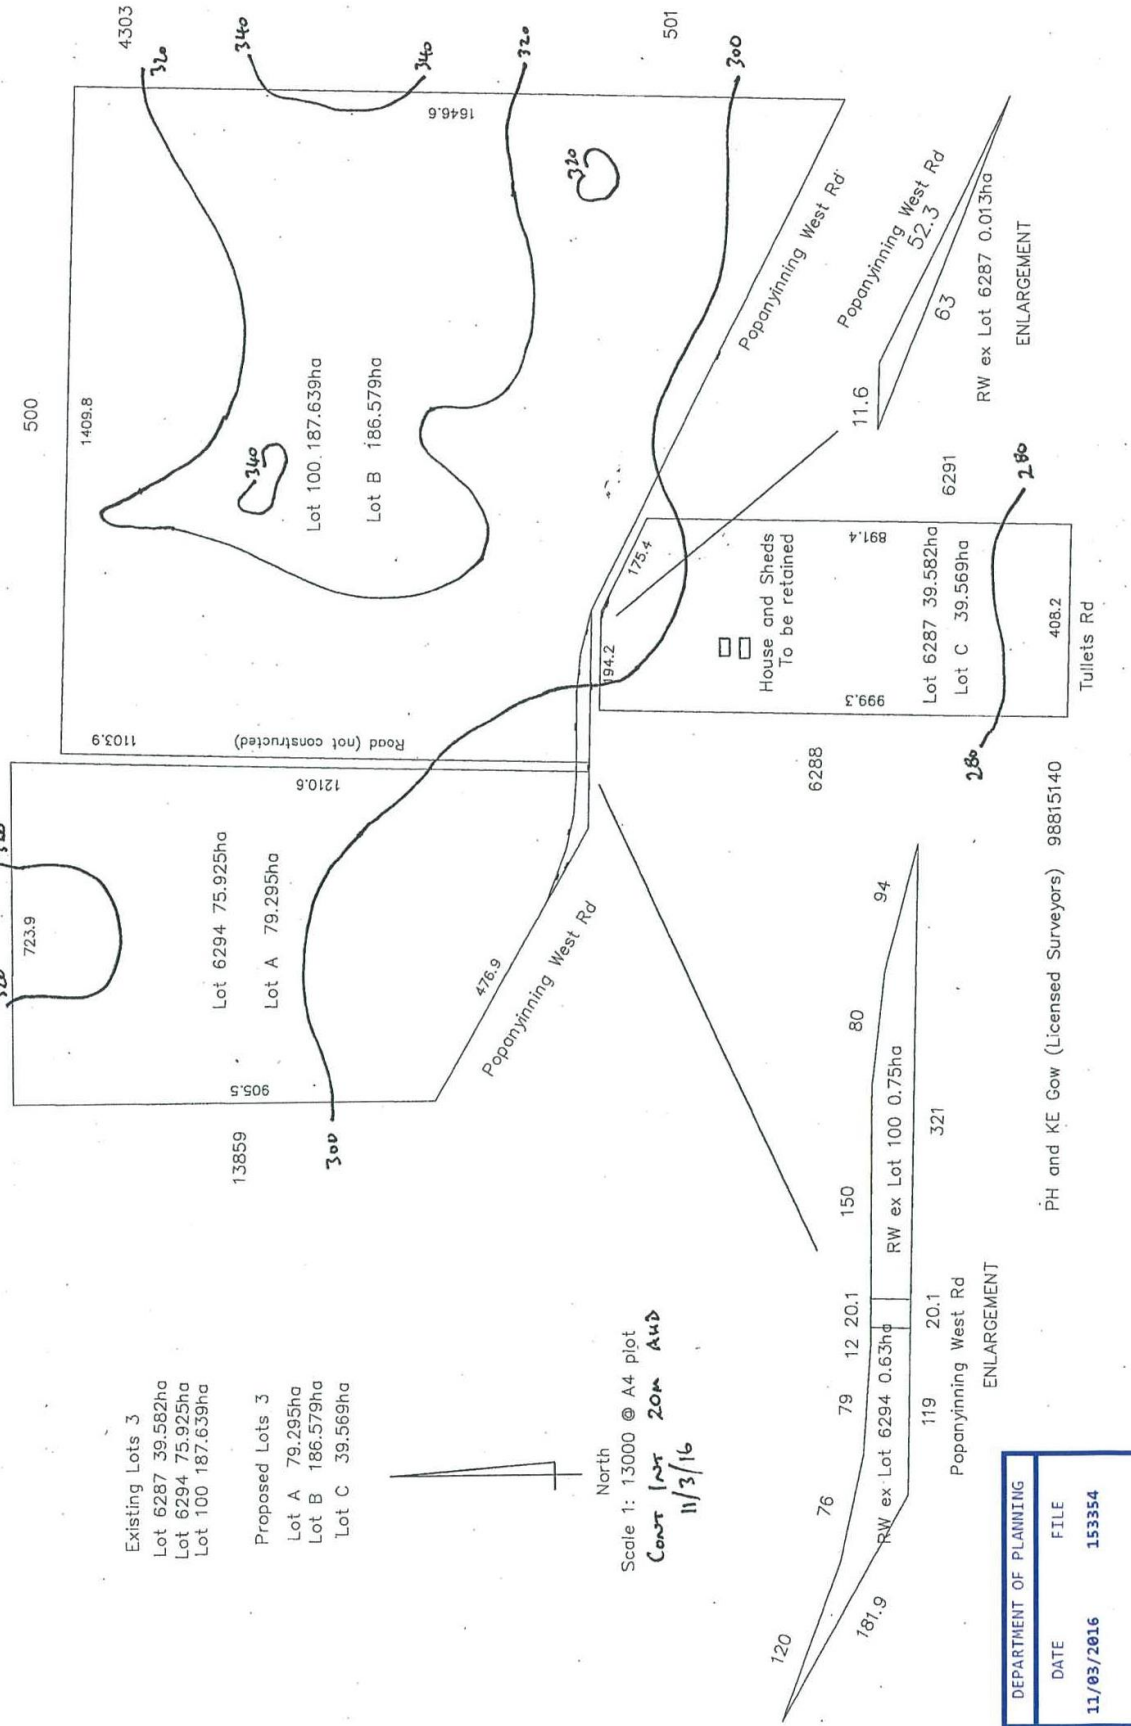 Existing Lots 3
Lot 6287 39.582ha
Lot 6294 75.925ha
Lot 100 187.639ha
Proposed Lots 3
Lot A 79.295ha
Lot B 186.579ha
Lot C 39.569ha
North
Scale 1: 13000 @ A4 plot
CONT INT 20m AHD
11/3/16
13859
905.5
300
320
723.9
320
Lot 6294 75.925ha
Lot A 79.295ha
476.9
Popanyinning West Rd
1210.6
Road (not constructed)
1103.9
500
1409.8
4303
320
340
340
320
1646.6
501
300
340
320
Lot 100 187.639ha
Lot B 186.579ha
Popanyinning West Rd
194.2
175.4
House and Sheds
To be retained
999.3
891.4
Lot 6287 39.582ha
Lot C 39.569ha
6288
6291
280
280
408.2
Tullets Rd
11.6
Popanyinning West Rd
52.3
63
RW ex Lot 6287 0.013ha
ENLARGEMENT
120
76
79
12
20.1
150
80
94
181.9
RW ex Lot 6294 0.63ha
RW ex Lot 100 0.75ha
119
20.1
321
Popanyinning West Rd
ENLARGEMENT
PH and KE Gow (Licensed Surveyors) 98815140
DEPARTMENT OF PLANNING
DATE FILE
11/03/2016 153354